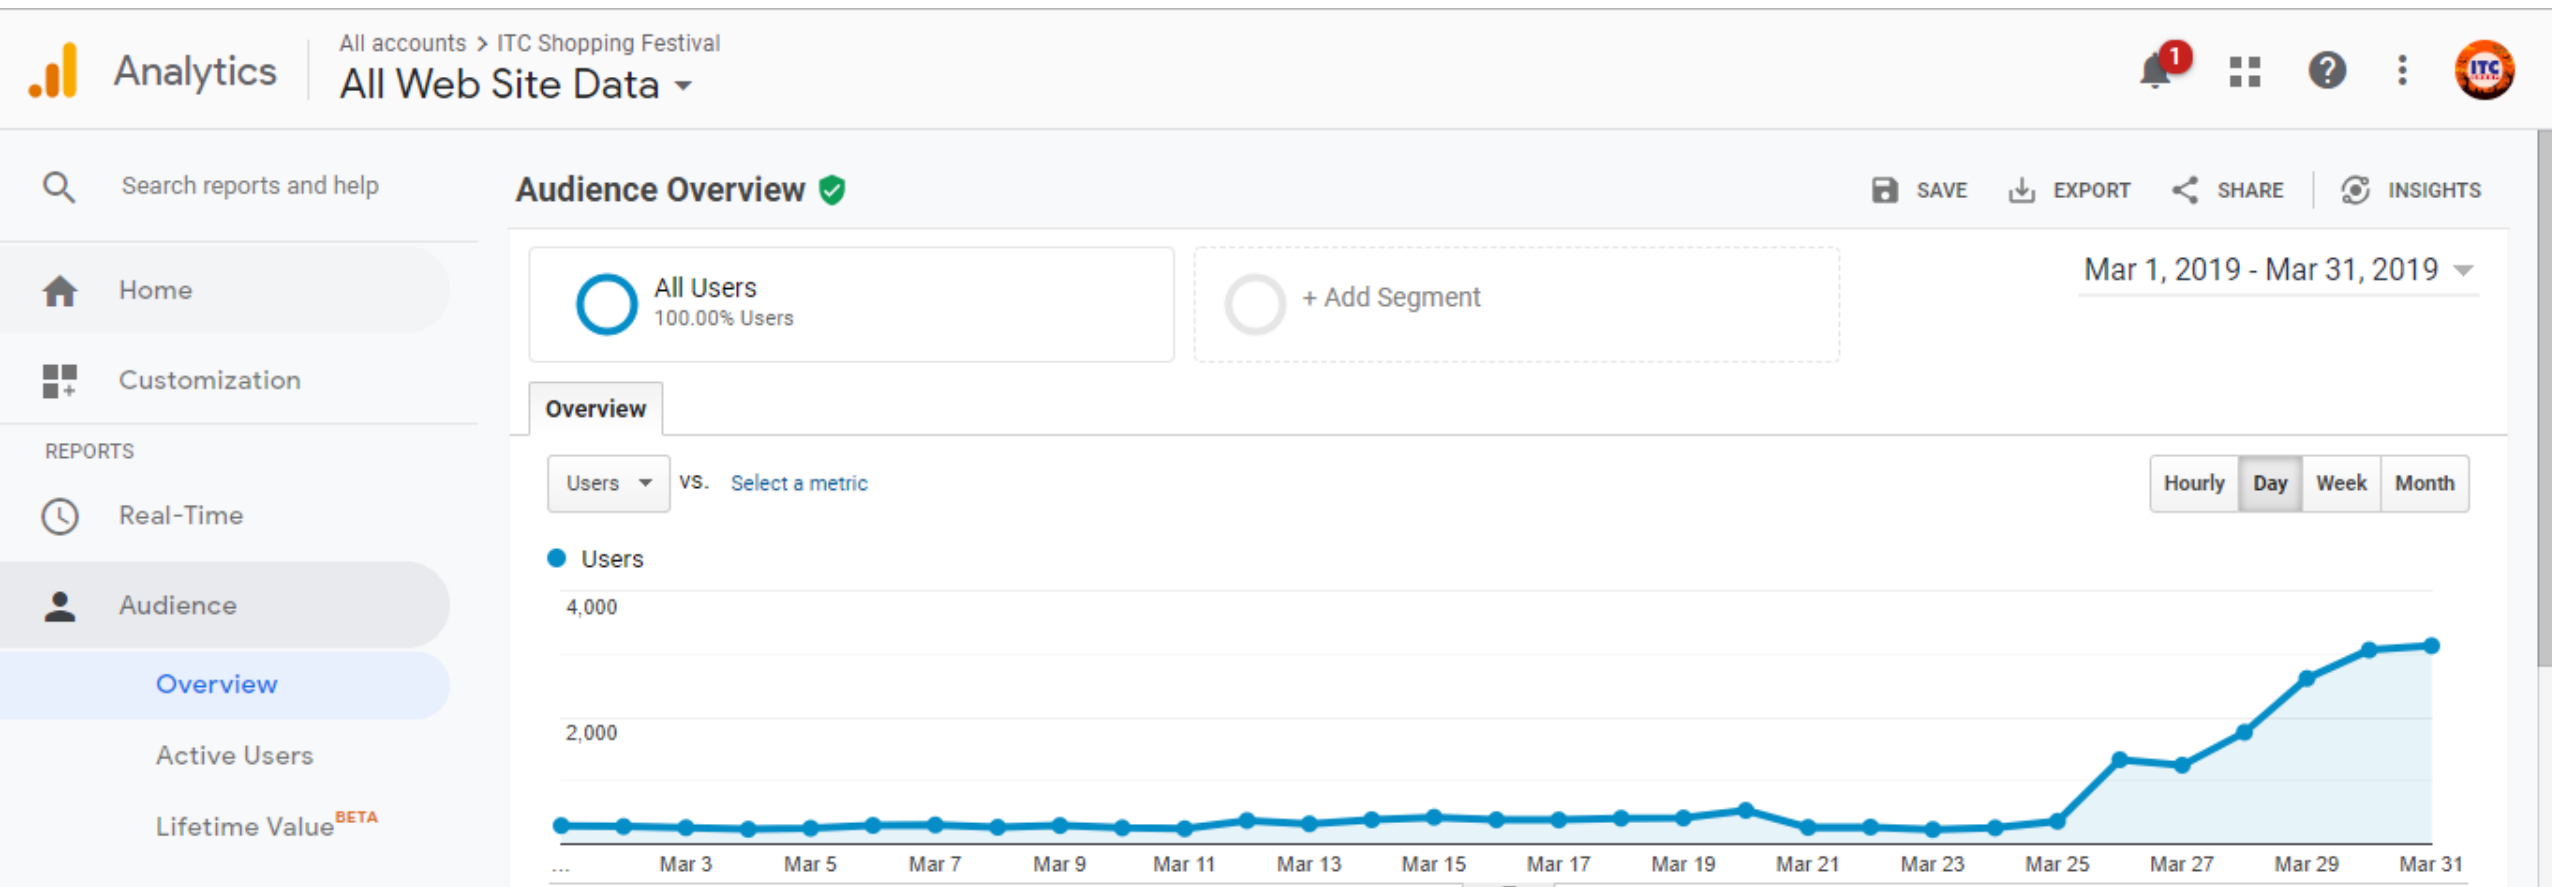 Analytics
All accounts > ITC Shopping Festival
All Web Site Data
1
ITC
Search reports and help
Home
Customization
REPORTS
Real-Time
Audience
Overview
Active Users
Lifetime Value BETA
Audience Overview
SAVE
EXPORT
SHARE
INSIGHTS
All Users
100.00% Users
+ Add Segment
Mar 1, 2019 - Mar 31, 2019
Overview
Users
VS.
Select a metric
Hourly
Day
Week
Month
Users
4,000
2,000
...
Mar 3
Mar 5
Mar 7
Mar 9
Mar 11
Mar 13
Mar 15
Mar 17
Mar 19
Mar 21
Mar 23
Mar 25
Mar 27
Mar 29
Mar 31